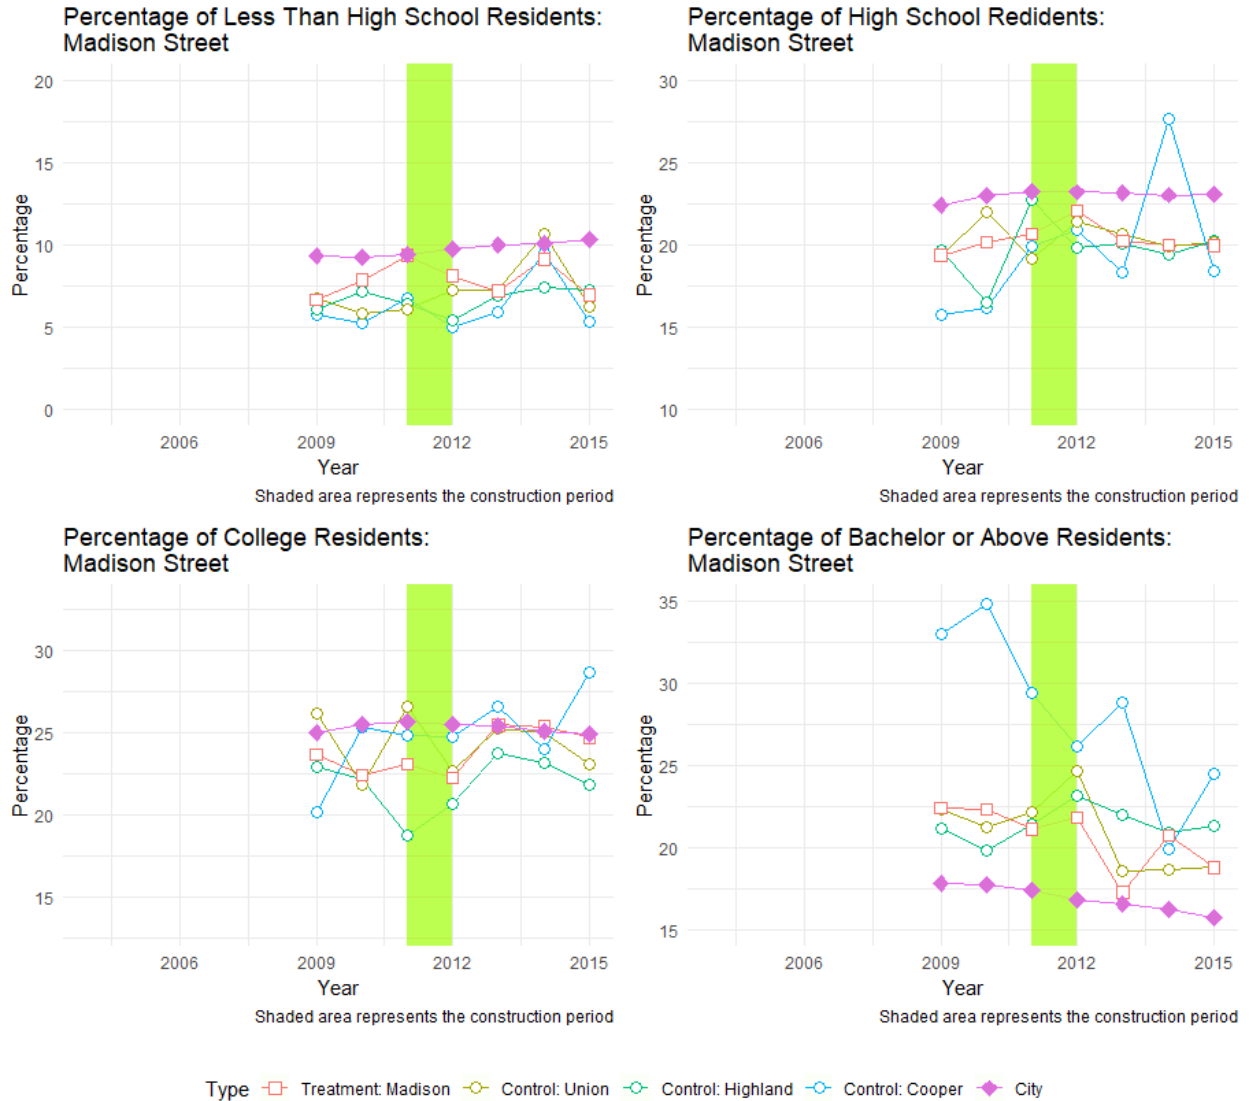 Percentage of Less Than High School Residents:
Madison Street
20
15
10
5
0
Percentage
2006 2009 2012 2015
Year
Shaded area represents the construction period
Percentage of High School Redidents:
Madison Street
30
25
20
15
10
Percentage
2006 2009 2012 2015
Year
Shaded area represents the construction period
Percentage of College Residents:
Madison Street
30
25
20
15
Percentage
2006 2009 2012 2015
Year
Shaded area represents the construction period
Percentage of Bachelor or Above Residents:
Madison Street
35
30
25
20
15
Percentage
2006 2009 2012 2015
Year
Shaded area represents the construction period
Type Treatment: Madison Control: Union Control: Highland Control: Cooper City